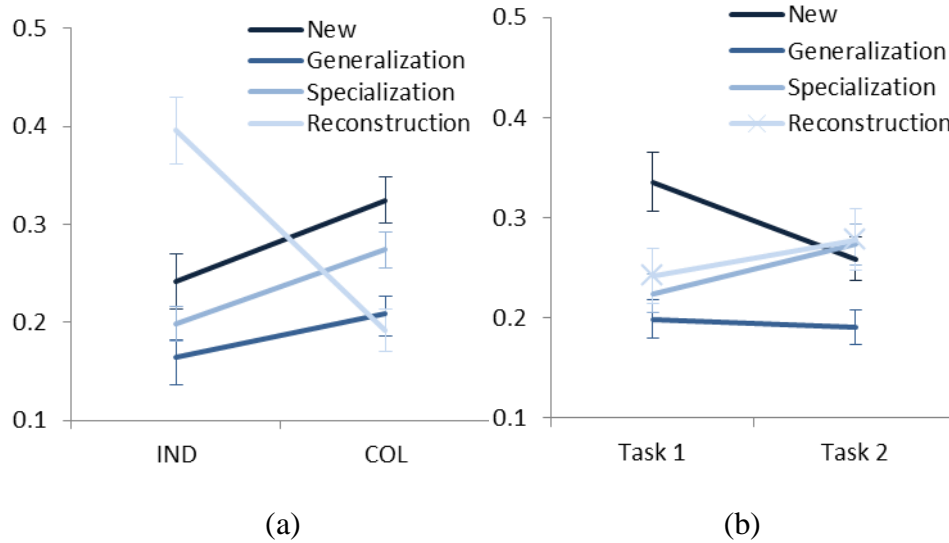 0.5
0.4
0.3
0.2
0.1
New
Generalization
Specialization
Reconstruction
IND
COL
(a)
0.5
0.4
0.3
0.2
0.1
New
Generalization
Specialization
Reconstruction
Task 1
Task 2
(b)